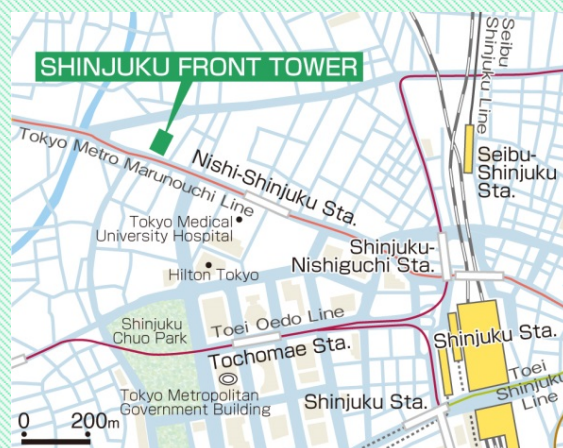 SHINJUKU FRONT TOWER
Seibu
Shinjuku Line
Tokyo Metro Marunouchi Line
Nishi-Shinjuku Sta.
Seibu-
Shinjuku
Sta.
Tokyo Medical
University Hospital
Shinjuku-
Nishiguchi Sta.
Hilton Tokyo
Shinjuku
Chuo Park
Toei Oedo Line
Tochomae Sta.
Shinjuku Sta.
Tokyo Metropolitan
Government Building
Shinjuku Sta.
Toei
Shinjuku
Line
0 200m